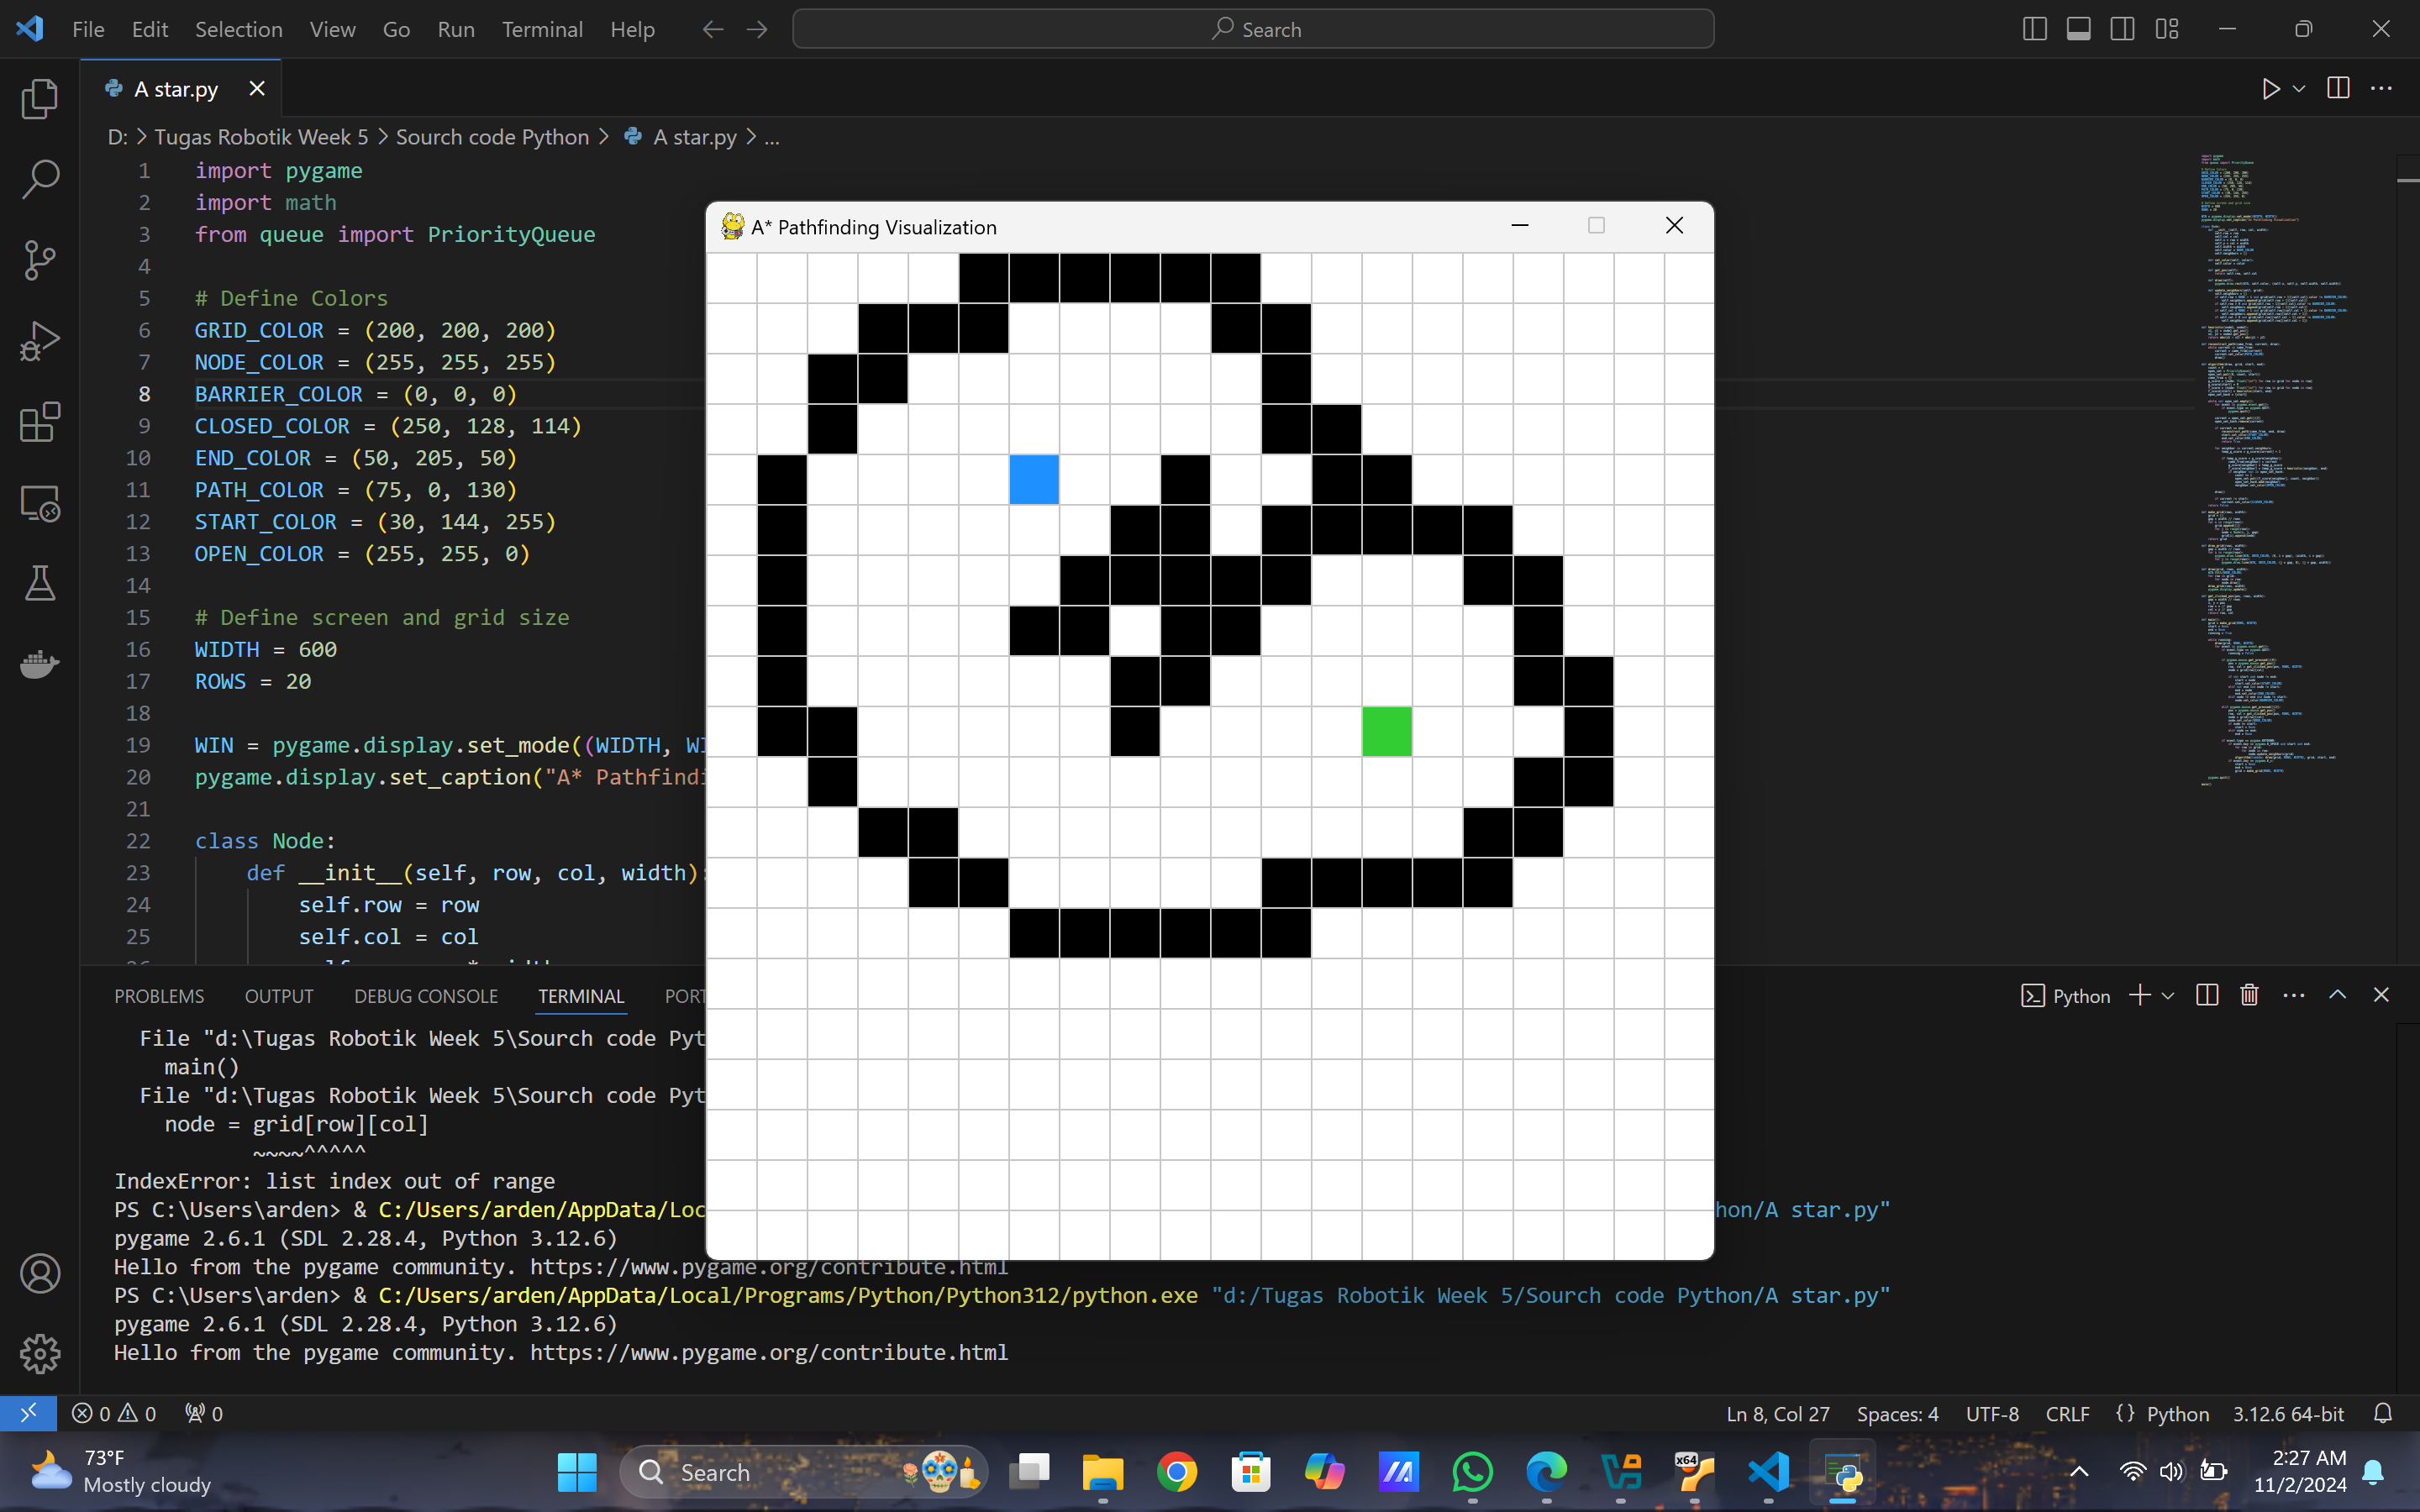 File Edit Selection View Go Run Terminal Help Search
A star.py
D: > Tugas Robotik Week 5 > Sourch code Python > A star.py > ...
1 import pygame
2 import math
3 from queue import PriorityQueue
4
5 # Define Colors
6 GRID_COLOR = (200, 200, 200)
7 NODE_COLOR = (255, 255, 255)
8 BARRIER_COLOR = (0, 0, 0)
9 CLOSED_COLOR = (250, 128, 114)
10 END_COLOR = (50, 205, 50)
11 PATH_COLOR = (75, 0, 130)
12 START_COLOR = (30, 144, 255)
13 OPEN_COLOR = (255, 255, 0)
14
15 # Define screen and grid size
16 WIDTH = 600
17 ROWS = 20
18
19 WIN = pygame.display.set_mode((WIDTH, WI
20 pygame.display.set_caption("A* Pathfindi
21
22 class Node:
23 def __init__(self, row, col, width):
24 self.row = row
25 self.col = col
A* Pathfinding Visualization
PROBLEMS OUTPUT DEBUG CONSOLE TERMINAL PORT
Python
File "d:\Tugas Robotik Week 5\Sourch code Pyt
main()
File "d:\Tugas Robotik Week 5\Sourch code Pyt
node = grid[row][col]
~~~~^^^^^
IndexError: list index out of range
PS C:\Users\arden> & C:/Users/arden/AppData/Loc hon/A star.py"
pygame 2.6.1 (SDL 2.28.4, Python 3.12.6)
Hello from the pygame community. https://www.pygame.org/contribute.html
PS C:\Users\arden> & C:/Users/arden/AppData/Local/Programs/Python/Python312/python.exe "d:/Tugas Robotik Week 5/Sourch code Python/A star.py"
pygame 2.6.1 (SDL 2.28.4, Python 3.12.6)
Hello from the pygame community. https://www.pygame.org/contribute.html
0 0 0 Ln 8, Col 27 Spaces: 4 UTF-8 CRLF {} Python 3.12.6 64-bit
73°F
Mostly cloudy
Search
x64
2:27 AM
11/2/2024